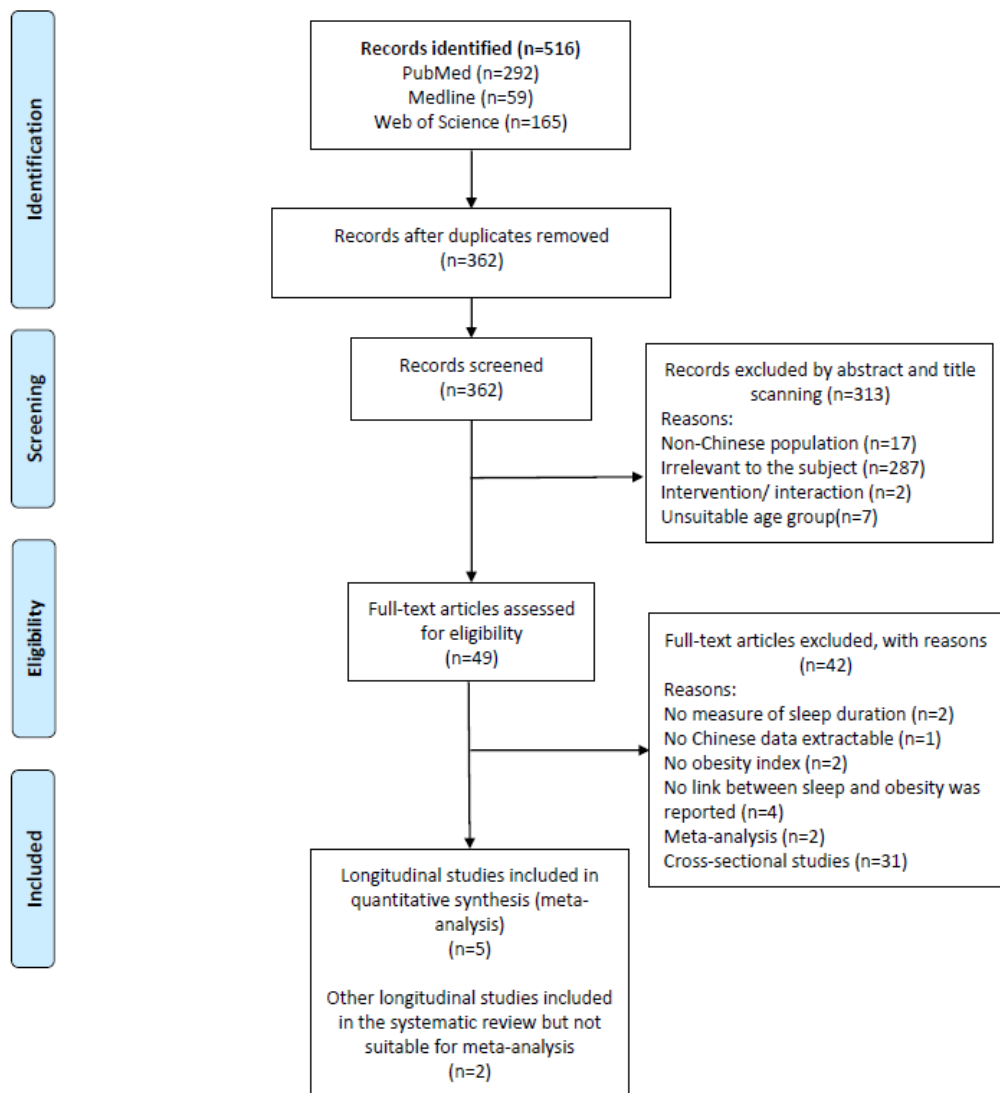 Identification
Records identified (n=516)
PubMed (n=292)
Medline (n=59)
Web of Science (n=165)
Records after duplicates removed
(n=362)
Screening
Records screened
(n=362)
Records excluded by abstract and title
scanning (n=313)
Reasons:
Non-Chinese population (n=17)
Irrelevant to the subject (n=287)
Intervention/ interaction (n=2)
Unsuitable age group(n=7)
Eligibility
Full-text articles assessed
for eligibility
(n=49)
Full-text articles excluded, with reasons
(n=42)
Reasons:
No measure of sleep duration (n=2)
No Chinese data extractable (n=1)
No obesity index (n=2)
No link between sleep and obesity was
reported (n=4)
Meta-analysis (n=2)
Cross-sectional studies (n=31)
Included
Longitudinal studies included in
quantitative synthesis (meta-
analysis)
(n=5)
Other longitudinal studies included
in the systematic review but not
suitable for meta-analysis
(n=2)